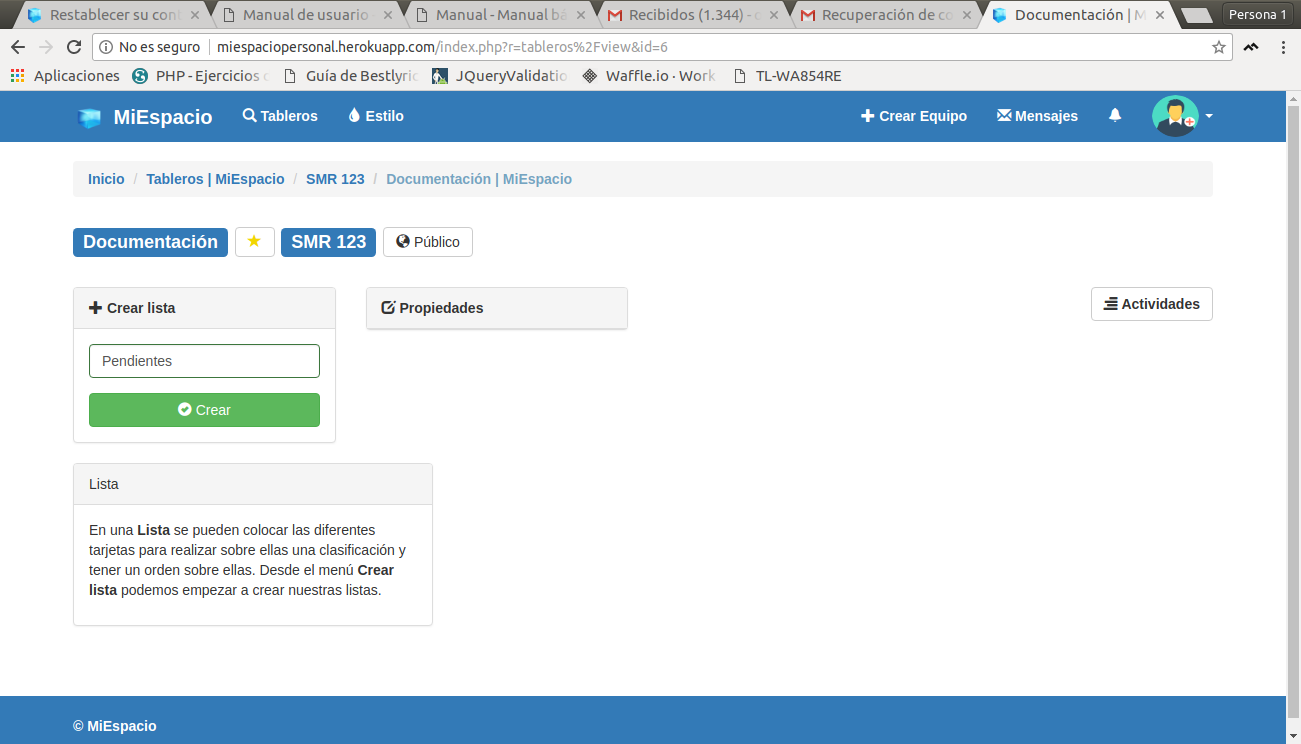 Restablecer su con
Manual de usuario
Manual - Manual bá
Recibidos (1.344) -
Recuperación de co
Documentación | M
Persona 1
No es seguro
miespaciopersonal.herokuapp.com/index.php?r=tableros%2Fview&id=6
Aplicaciones
PHP - Ejercicios
Guía de Bestlyric
JQueryValidatio
Waffle.io · Work
TL-WA854RE
MiEspacio
Tableros
Estilo
Crear Equipo
Mensajes
Inicio / Tableros | MiEspacio / SMR 123 / Documentación | MiEspacio
Documentación
SMR 123
Público
Crear lista
Propiedades
Actividades
Pendientes
Crear
Lista
En una Lista se pueden colocar las diferentes
tarjetas para realizar sobre ellas una clasificación y
tener un orden sobre ellas. Desde el menú Crear
lista podemos empezar a crear nuestras listas.
© MiEspacio